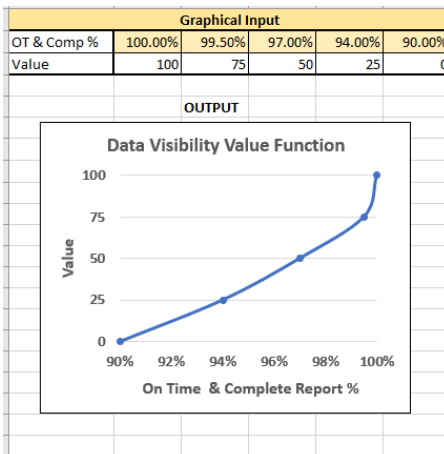 Graphical Input
OT & Comp % 100.00% 99.50% 97.00% 94.00% 90.00%
Value 100 75 50 25 0
OUTPUT
Data Visibility Value Function
100
75
50
25
0
Value
90% 92% 94% 96% 98% 100%
On Time & Complete Report %